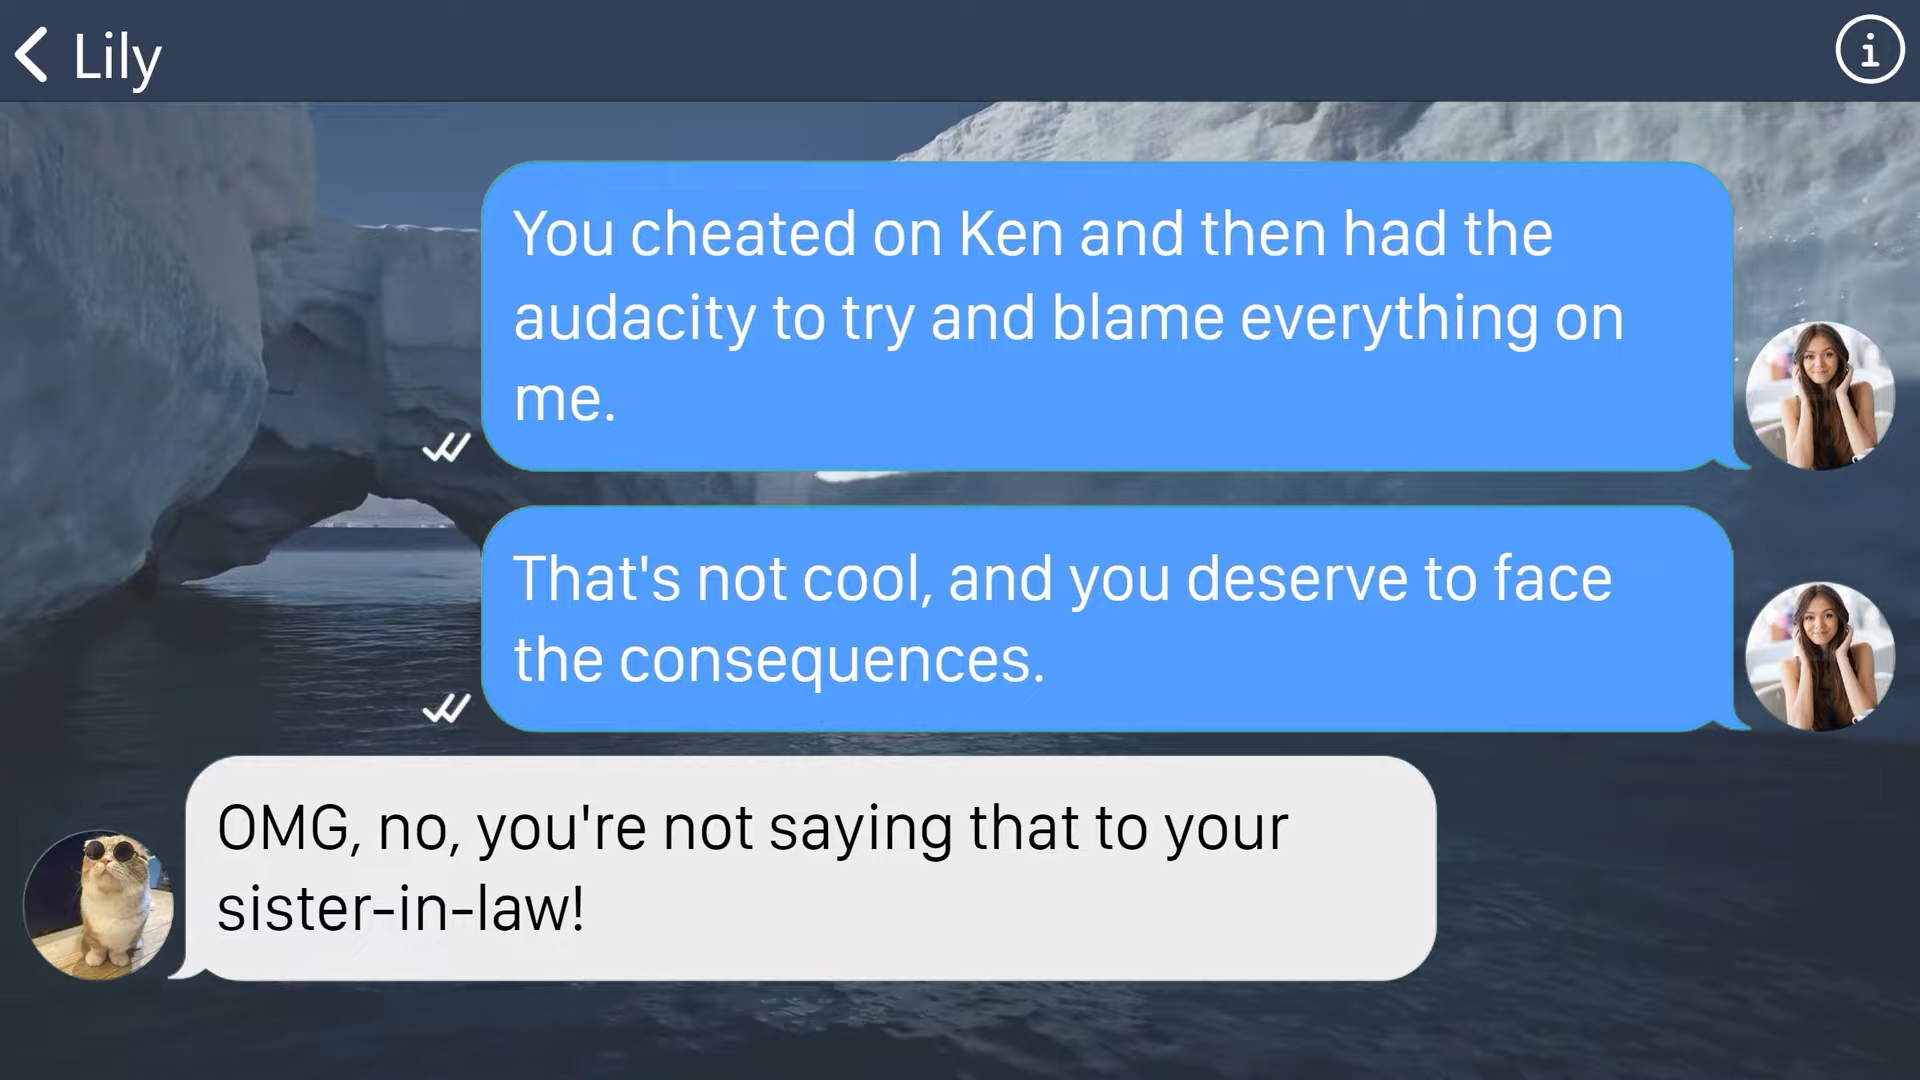 Lily
You cheated on Ken and then had the
audacity to try and blame everything on
me.
That's not cool, and you deserve to face
the consequences.
OMG, no, you're not saying that to your
sister-in-law!